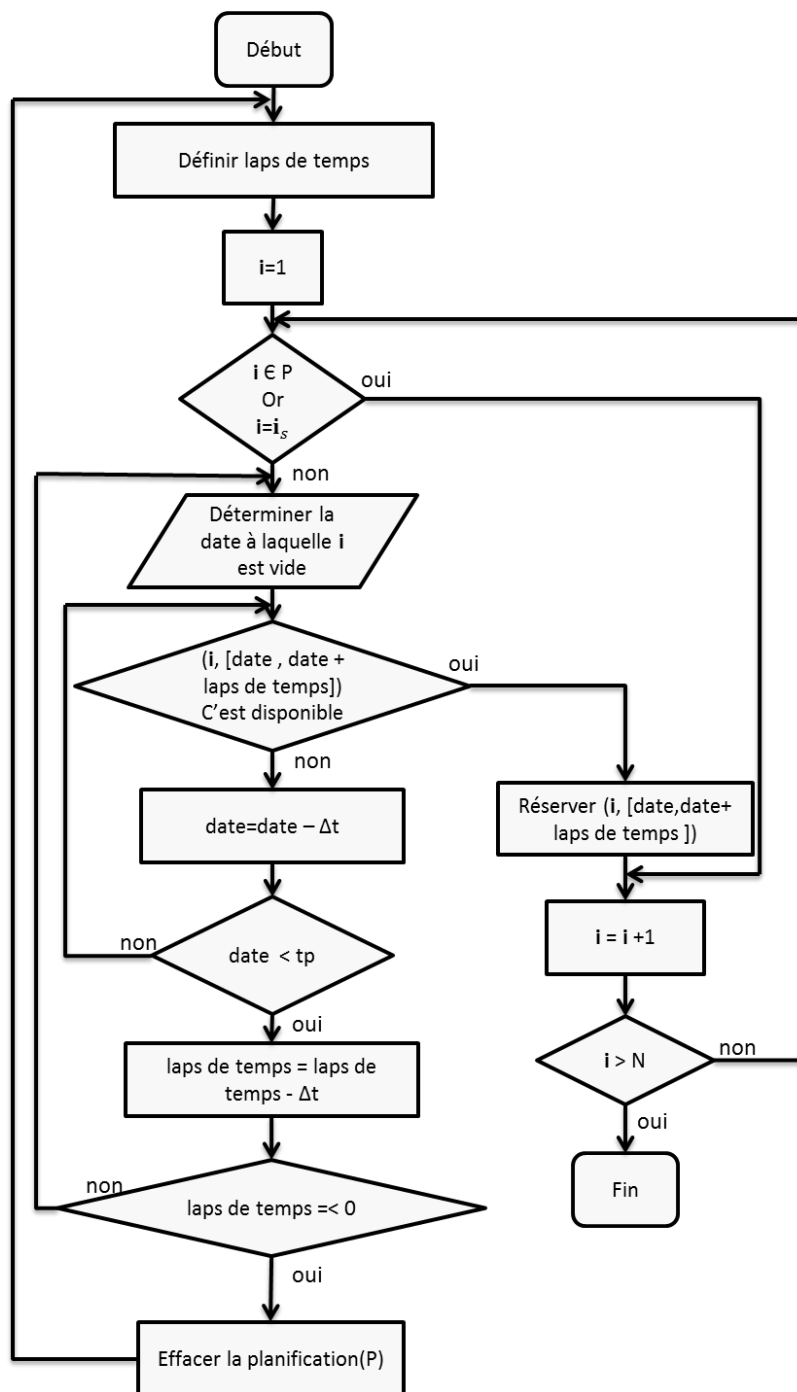 Début
Définir laps de temps
i=1
i Є P
Or
i=iₛ
oui
non
Déterminer la
date à laquelle i
est vide
(i, [date , date +
laps de temps])
C'est disponible
oui
non
date=date – Δt
Réserver (i, [date,date+
laps de temps ])
non
date < tp
i = i +1
oui
laps de temps = laps de
temps - Δt
i > N
non
oui
non
laps de temps =< 0
Fin
oui
Effacer la planification(P)